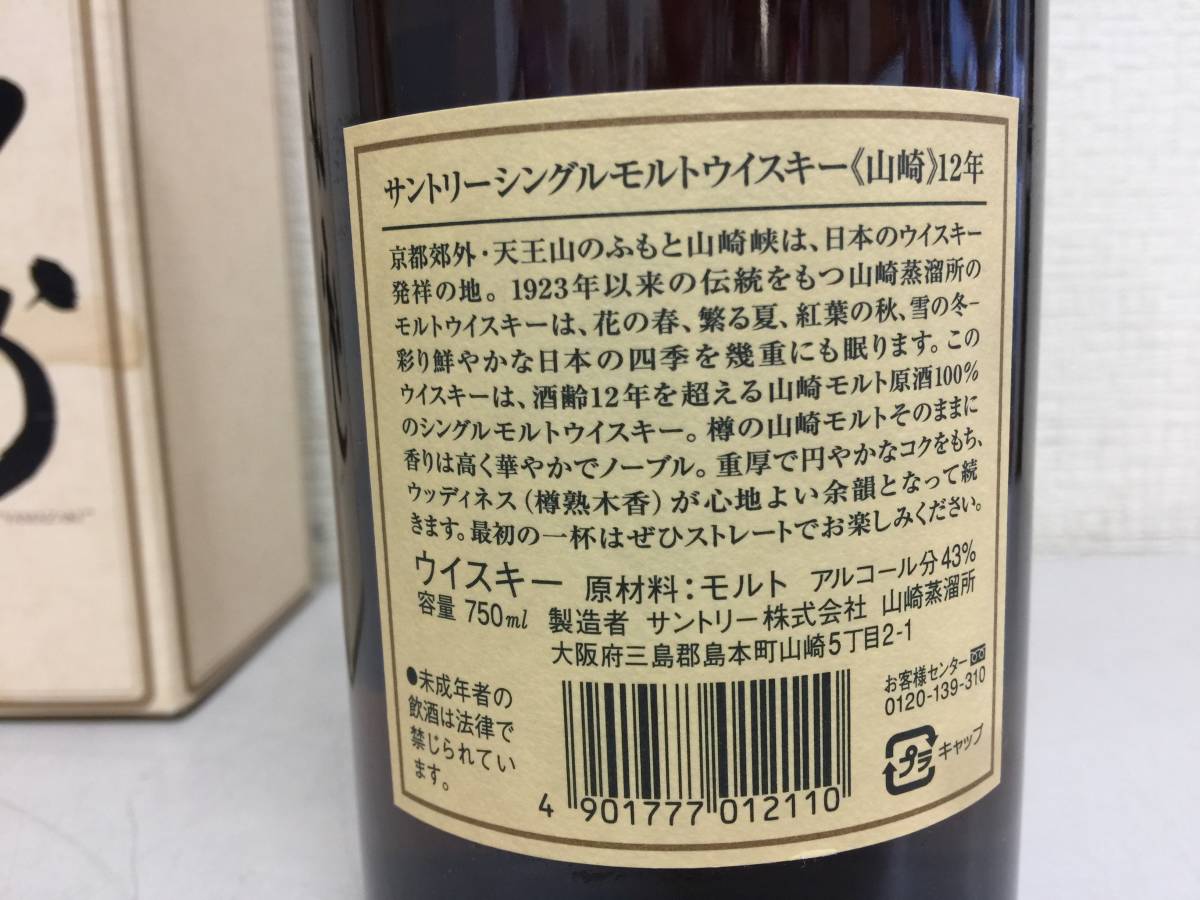 サントリーシングルモルトウイスキー《山崎》12年
京都郊外・天王山のふもと山崎峡は、日本のウイスキー
発祥の地。1923年以来の伝統をもつ山崎蒸溜所の
モルトウイスキーは、花の春、繁る夏、紅葉の秋、雪の冬−
彩り鮮やかな日本の四季を幾重にも眠ります。この
ウイスキーは、酒齢12年を超える山崎モルト原酒100%
のシングルモルトウイスキー。樽の山崎モルトそのままに
香りは高く華やかでノーブル。重厚で円やかなコクをもち、
ウッディネス(樽熟木香)が心地よい余韻となって続
きます。最初の一杯はぜひストレートでお楽しみください。
ウイスキー 原材料:モルト アルコール分43%
容量 750ml 製造者 サントリー株式会社 山崎蒸溜所
大阪府三島郡島本町山崎5丁目2-1
●未成年者の
飲酒は法律で
禁じられてい
ます。
お客様センター
0120-139-310
プラ キャップ
4 901777 012110